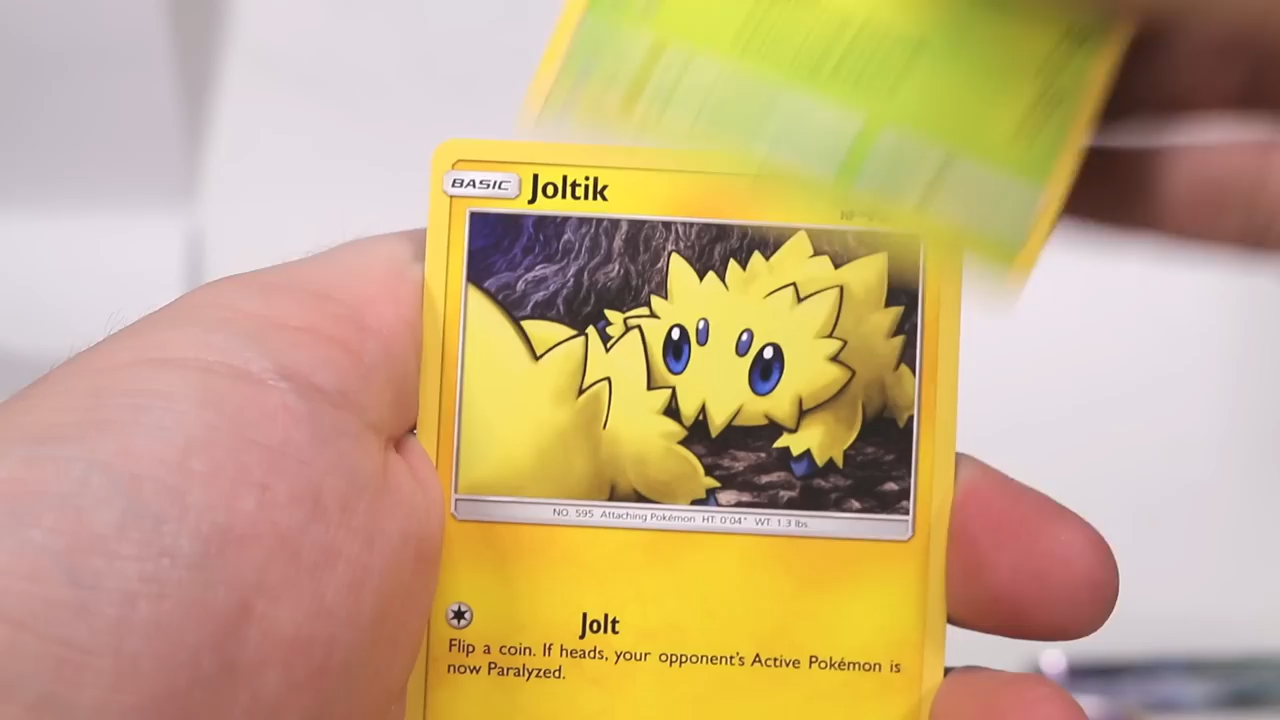 BASIC Joltik
NO. 595 Attaching Pokémon HT: 0'04" WT: 1.3 lbs.
Jolt
Flip a coin. If heads, your opponent's Active Pokémon is
now Paralyzed.